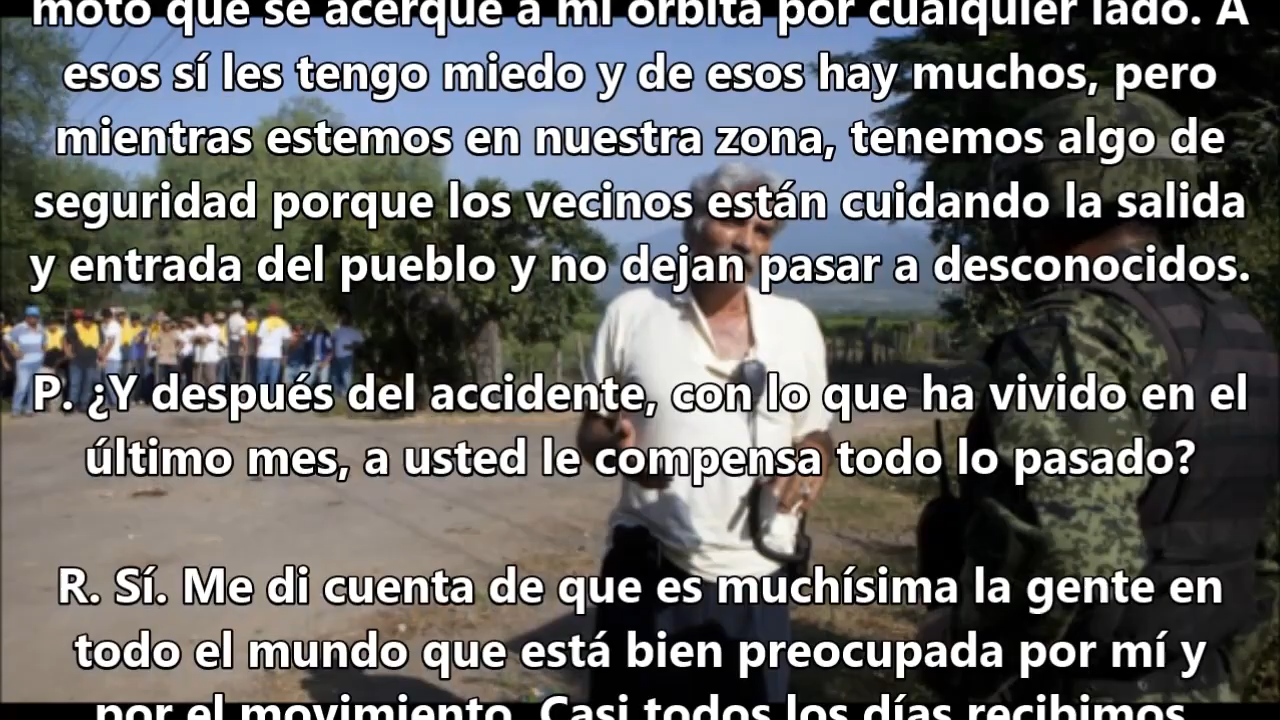 moto que se acerque a mi órbita por cualquier lado. A
esos sí les tengo miedo y de esos hay muchos, pero
mientras estemos en nuestra zona, tenemos algo de
seguridad porque los vecinos están cuidando la salida
y entrada del pueblo y no dejan pasar a desconocidos.
P. ¿Y después del accidente, con lo que ha vivido en el
último mes, a usted le compensa todo lo pasado?
R. Sí. Me di cuenta de que es muchísima la gente en
todo el mundo que está bien preocupada por mí y
por el movimiento. Casi todos los días recibimos